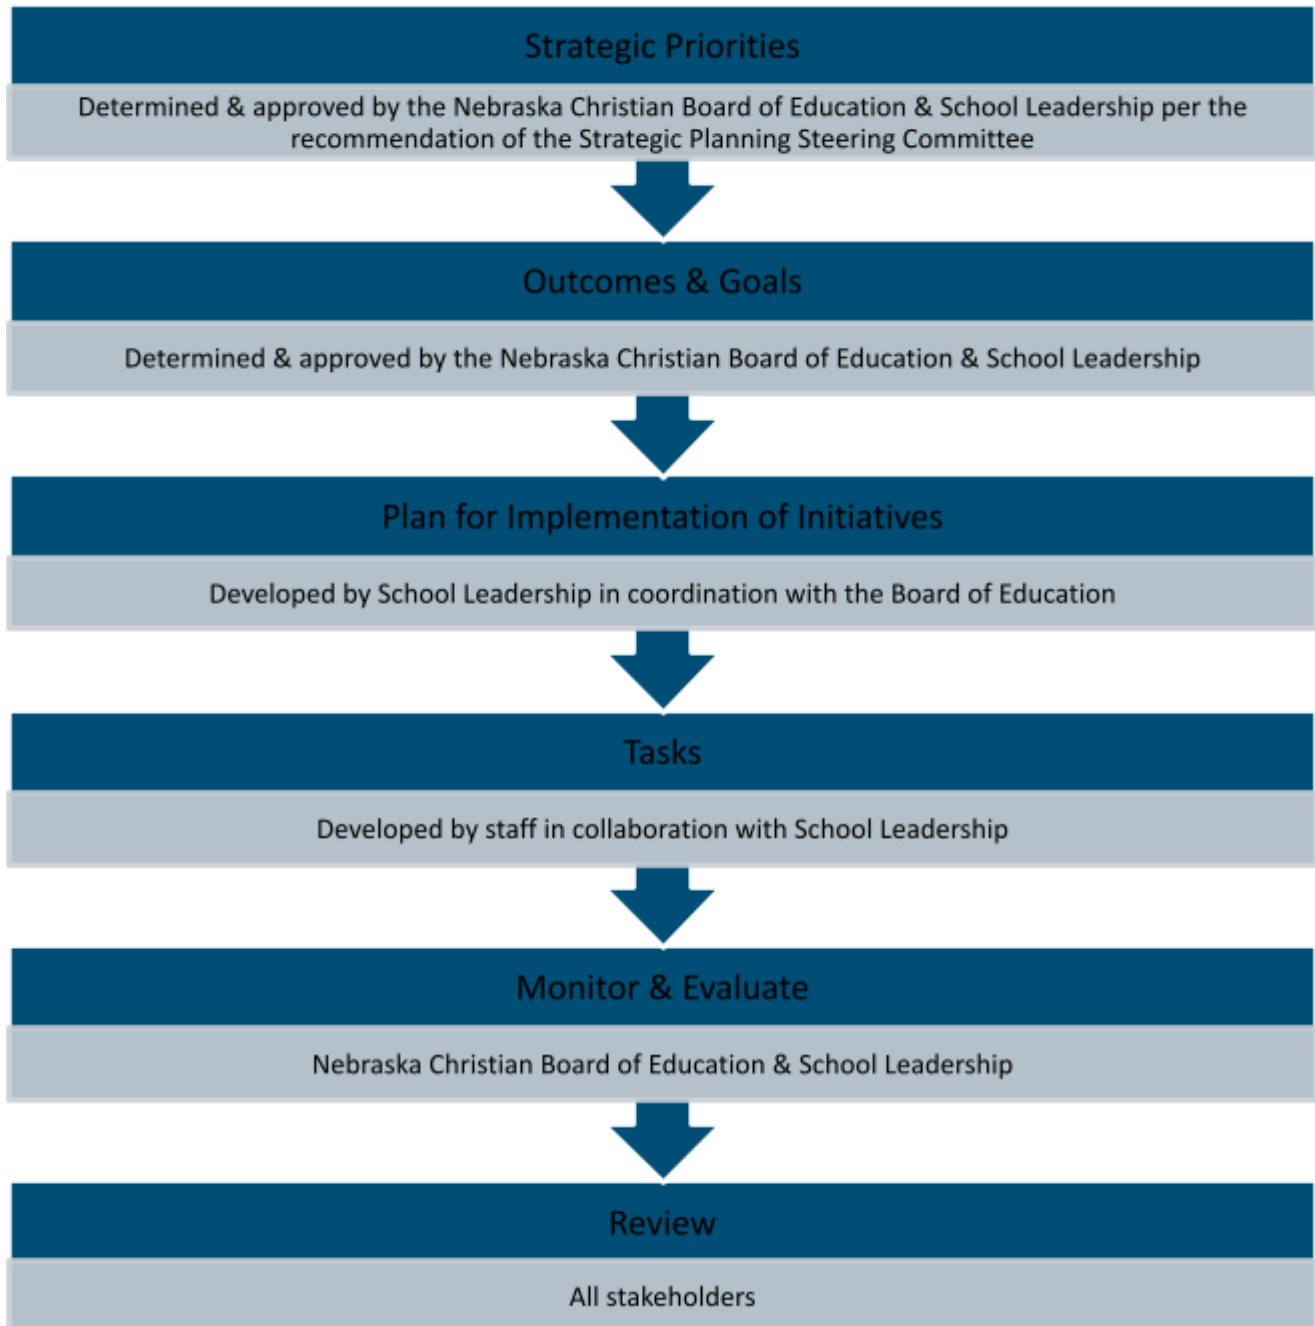 Strategic Priorities
Determined & approved by the Nebraska Christian Board of Education & School Leadership per the
recommendation of the Strategic Planning Steering Committee
Outcomes & Goals
Determined & approved by the Nebraska Christian Board of Education & School Leadership
Plan for Implementation of Initiatives
Developed by School Leadership in coordination with the Board of Education
Tasks
Developed by staff in collaboration with School Leadership
Monitor & Evaluate
Nebraska Christian Board of Education & School Leadership
Review
All stakeholders